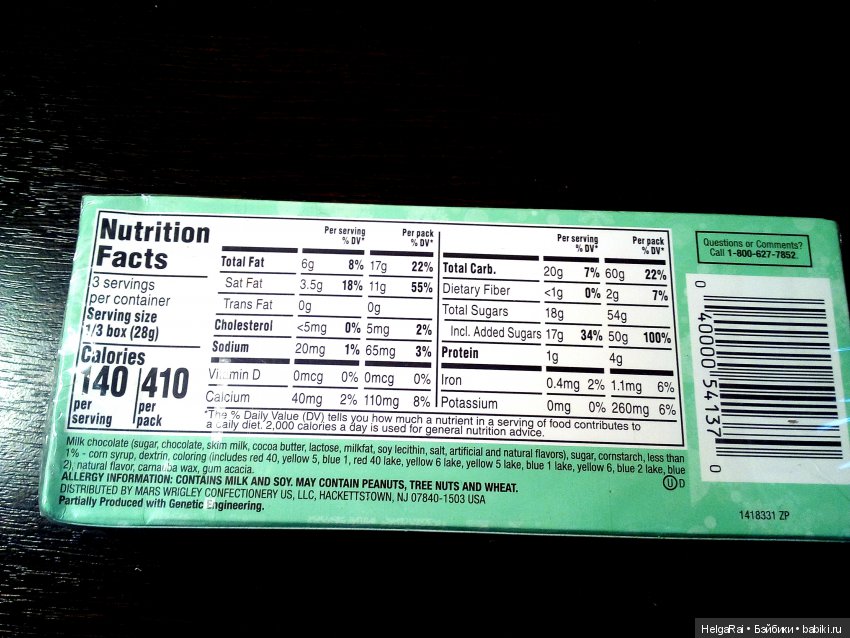 Nutrition
Facts
3 servings
per container
Serving size
1/3 box (28g)
Calories
140 410
per serving per pack
Per serving % DV* Per pack % DV*
Total Fat 6g 8% 17g 22%
Sat Fat 3.5g 18% 11g 55%
Trans Fat 0g 0g
Cholesterol <5mg 0% 5mg 2%
Sodium 20mg 1% 65mg 3%
Vitamin D 0mcg 0% 0mcg 0%
Calcium 40mg 2% 110mg 8%
Per serving % DV* Per pack % DV*
Total Carb. 20g 7% 60g 22%
Dietary Fiber <1g 0% 2g 7%
Total Sugars 18g 54g
Incl. Added Sugars 17g 34% 50g 100%
Protein 1g 4g
Iron 0.4mg 2% 1.1mg 6%
Potassium 0mg 0% 260mg 6%
*The % Daily Value (DV) tells you how much a nutrient in a serving of food contributes to
a daily diet. 2,000 calories a day is used for general nutrition advice.
Questions or Comments?
Call 1-800-627-7852
0 40000 54137 0
Milk chocolate (sugar, chocolate, skim milk, cocoa butter, lactose, milkfat, soy lecithin, salt, artificial and natural flavors), sugar, cornstarch, less than
1% - corn syrup, dextrin, coloring (includes red 40, yellow 5, blue 1, red 40 lake, yellow 6 lake, yellow 5 lake, blue 1 lake, yellow 6, blue 2 lake, blue
2), natural flavor, carnauba wax, gum acacia.
ALLERGY INFORMATION: CONTAINS MILK AND SOY. MAY CONTAIN PEANUTS, TREE NUTS AND WHEAT.
DISTRIBUTED BY MARS WRIGLEY CONFECTIONERY US, LLC, HACKETTSTOWN, NJ 07840-1503 USA
Partially Produced with Genetic Engineering.
U D
1418331 ZP
HelgaRai • Бэйбики • babiki.ru